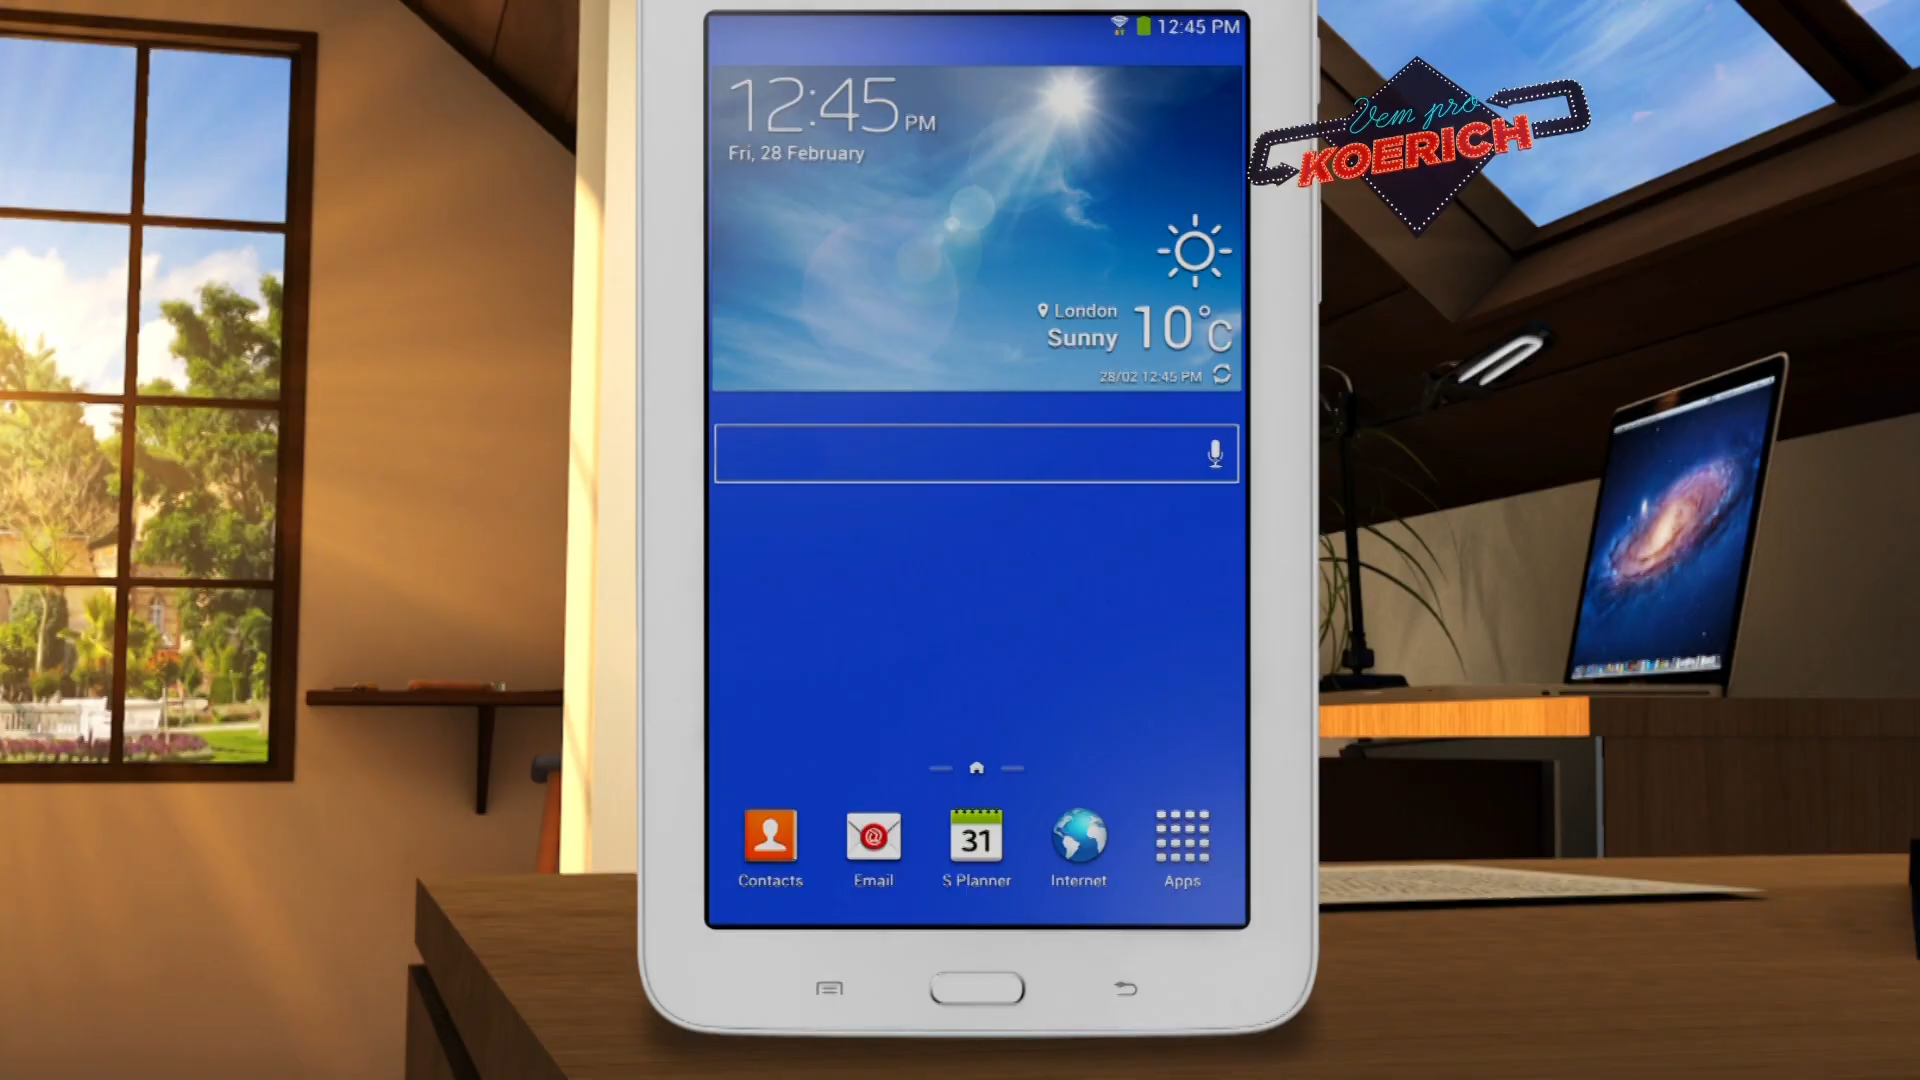 12:45 PM
12:45 PM
Fri, 28 February
Vem pro
KOERICH
London
Sunny 10°C
28/02 12:45 PM
31
Contacts Email S Planner Internet Apps